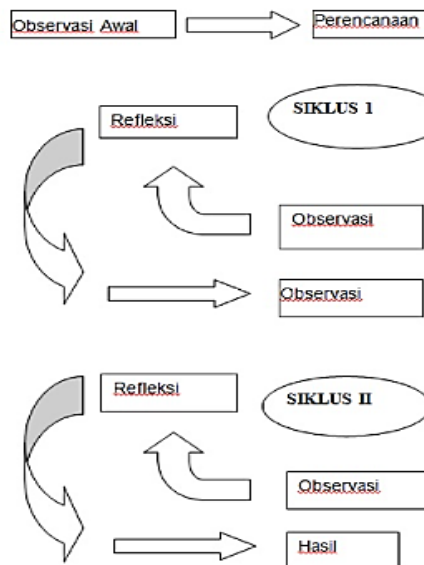 Observasi Awal
Perencanaan
Refleksi
SIKLUS 1
Observasi
Observasi
Refleksi
SIKLUS II
Observasi
Hasil